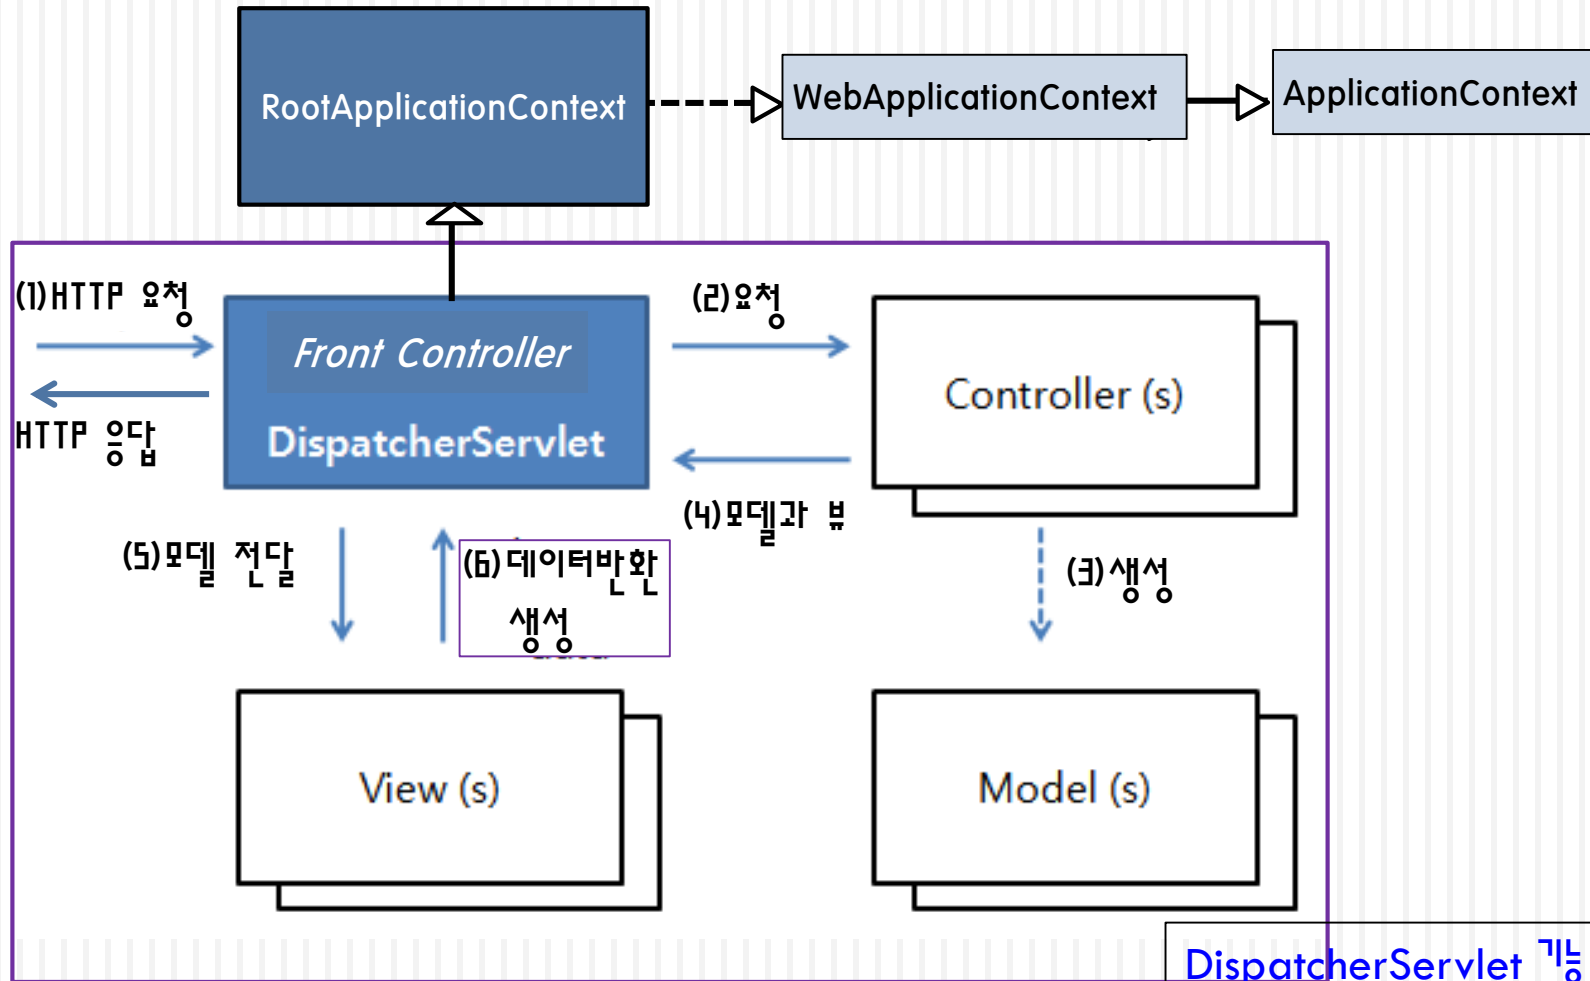 RootApplicationContext
WebApplicationContext
ApplicationContext
(1)HTTP 요청
(2)요청
Front Controller
DispatcherServlet
Controller (s)
HTTP 응답
(4)모델과 뷰
(5)모델 전달
(6)데이터반환
생성
(3)생성
View (s)
Model (s)
DispatcherServlet 기능